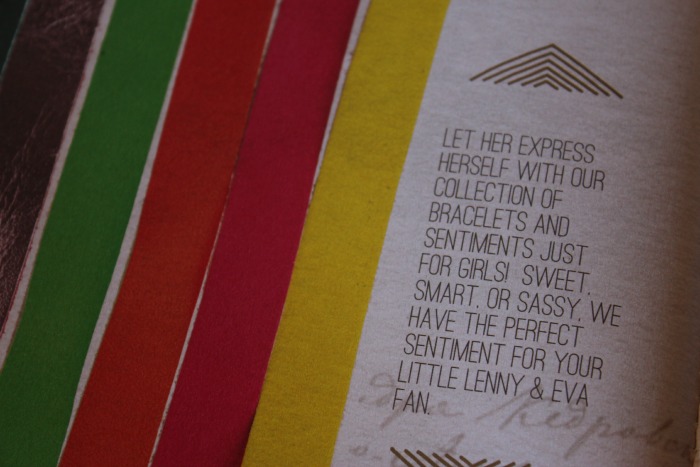 LET HER EXPRESS
HERSELF WITH OUR
COLLECTION OF
BRACELETS AND
SENTIMENTS JUST
FOR GIRLS! SWEET,
SMART, OR SASSY, WE
HAVE THE PERFECT
SENTIMENT FOR YOUR
LITTLE LENNY & EVA
FAN.